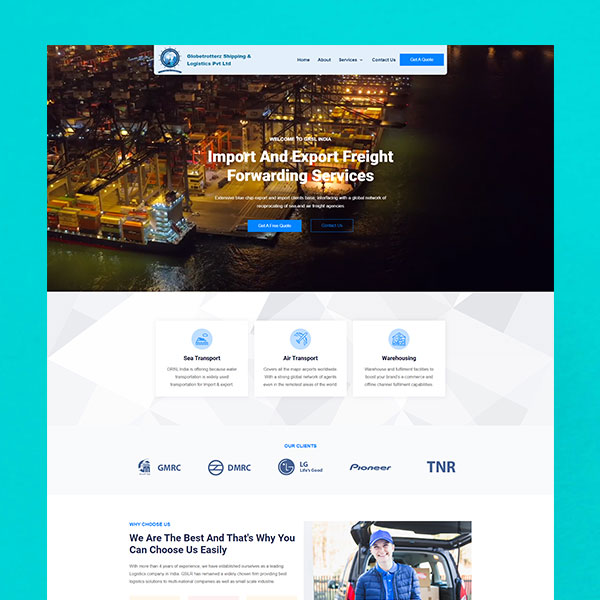 Globetrotterz Shipping &
Logistics Pvt Ltd
Home About Services Contact Us Get A Quote
WELCOME TO GRSL INDIA
Import And Export Freight
Forwarding Services
Extensive blue chip export and import clients base, Interfacing with a global network of
reciprocating of sea and air freight agencies.
Get A Free Quote Contact Us
Sea Transport
GRSL India is offering because water
transportation is widely used
transportation for import & export.
Air Transport
Covers all the major airports worldwide.
With a strong global network of agents
even in the remotest areas of the world
Warehousing
Warehouse and fulfilment facilities to
boost your brand's e-commerce and
offline channel fulfilment capabilities.
OUR CLIENTS
GMRC DMRC LG Life's Good Pioneer TNR
WHY CHOOSE US
We Are The Best And That's Why You
Can Choose Us Easily
With more than 4 years of experience, we have established ourselves as a leading
Logistics company in India. GSLR has remained a widely chosen firm providing best
logistics solutions to multi-national companies as well as small scale industrie.